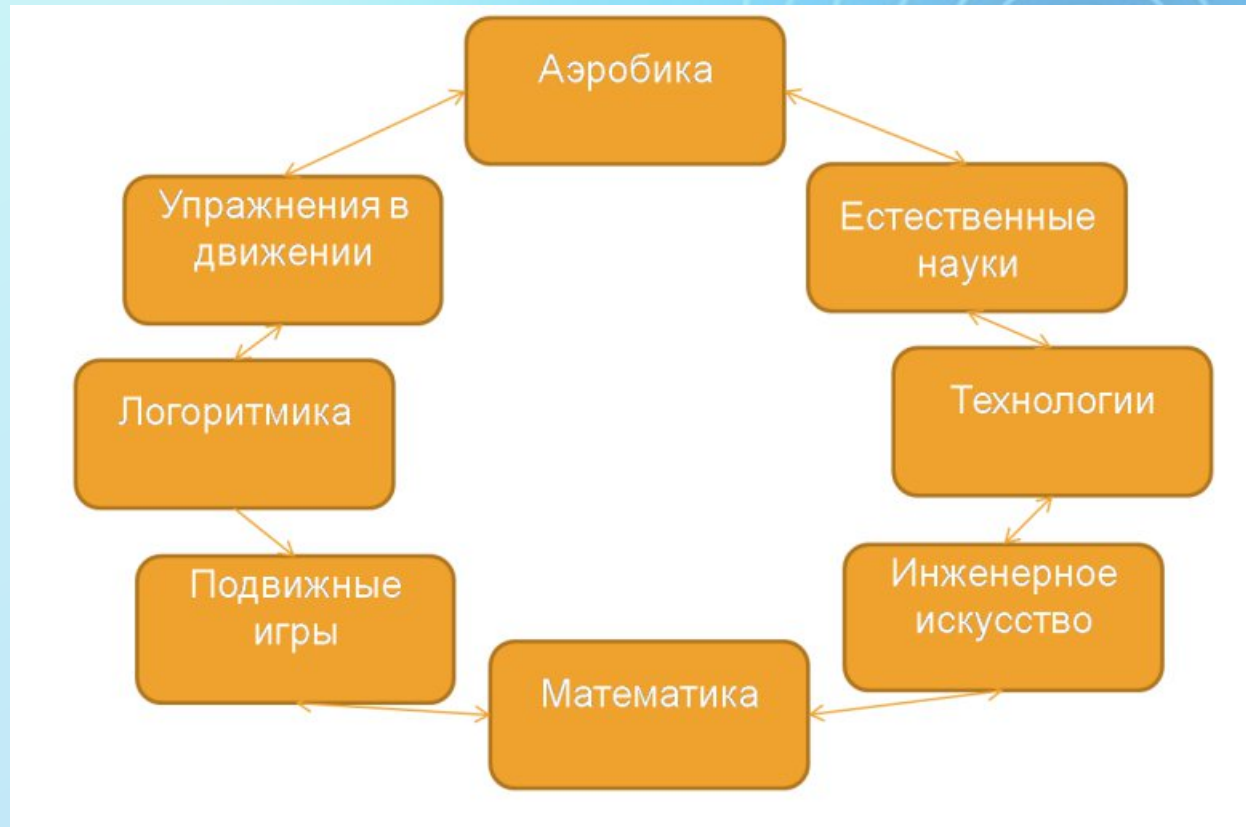 Аэробика
Упражнения в
движении
Естественные
науки
Логоритмика
Технологии
Подвижные
игры
Инженерное
искусство
Математика